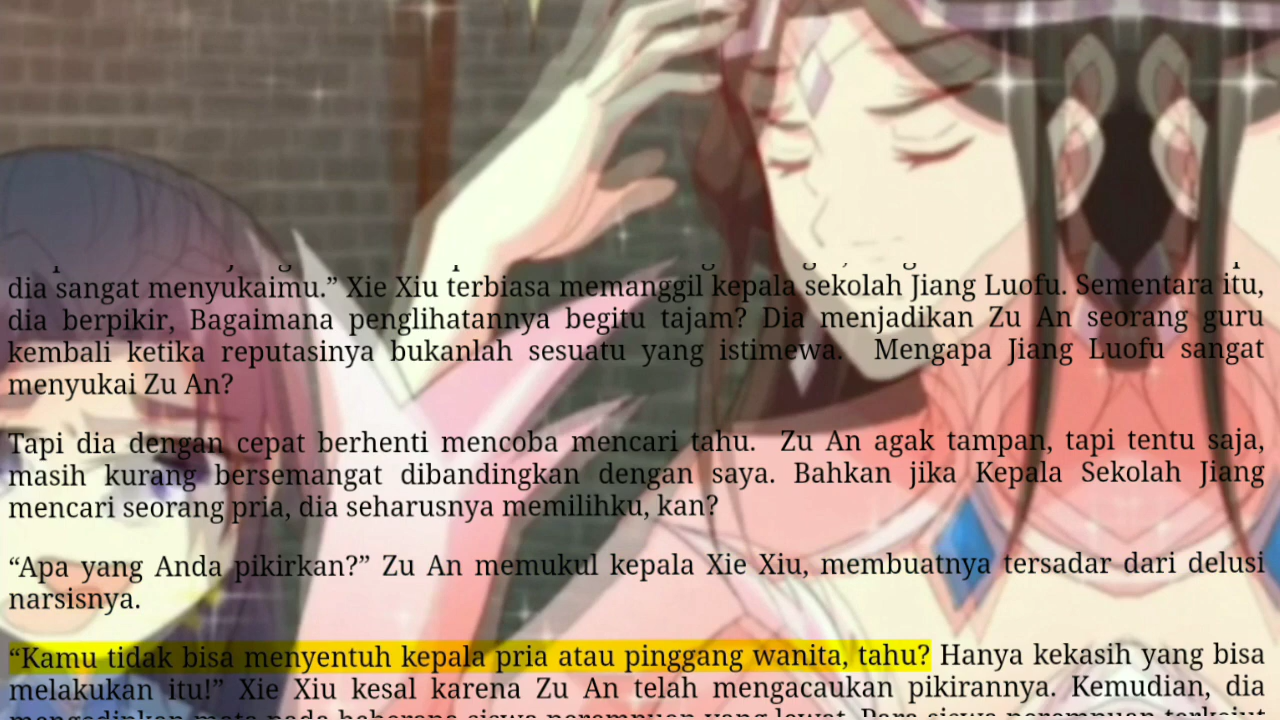 dia sangat menyukaimu.” Xie Xiu terbiasa memanggil kepala sekolah Jiang Luofu. Sementara itu,
dia berpikir, Bagaimana penglihatannya begitu tajam? Dia menjadikan Zu An seorang guru
kembali ketika reputasinya bukanlah sesuatu yang istimewa. Mengapa Jiang Luofu sangat
menyukai Zu An?
Tapi dia dengan cepat berhenti mencoba mencari tahu. Zu An agak tampan, tapi tentu saja,
masih kurang bersemangat dibandingkan dengan saya. Bahkan jika Kepala Sekolah Jiang
mencari seorang pria, dia seharusnya memilihku, kan?
“Apa yang Anda pikirkan?” Zu An memukul kepala Xie Xiu, membuatnya tersadar dari delusi
narsisnya.
“Kamu tidak bisa menyentuh kepala pria atau pinggang wanita, tahu? Hanya kekasih yang bisa
melakukan itu!” Xie Xiu kesal karena Zu An telah mengacaukan pikirannya. Kemudian, dia